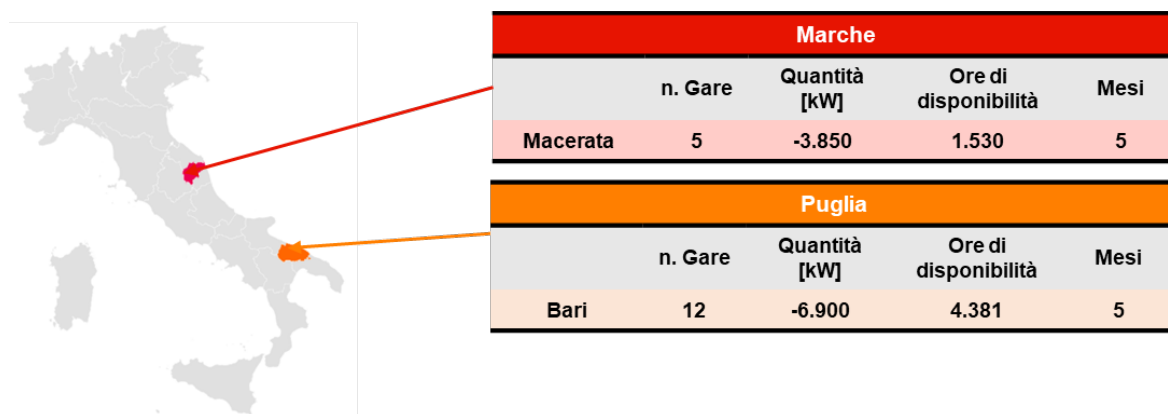 Marche
n. Gare Quantità [kW] Ore di disponibilità Mesi
Macerata 5 -3.850 1.530 5
Puglia
n. Gare Quantità [kW] Ore di disponibilità Mesi
Bari 12 -6.900 4.381 5